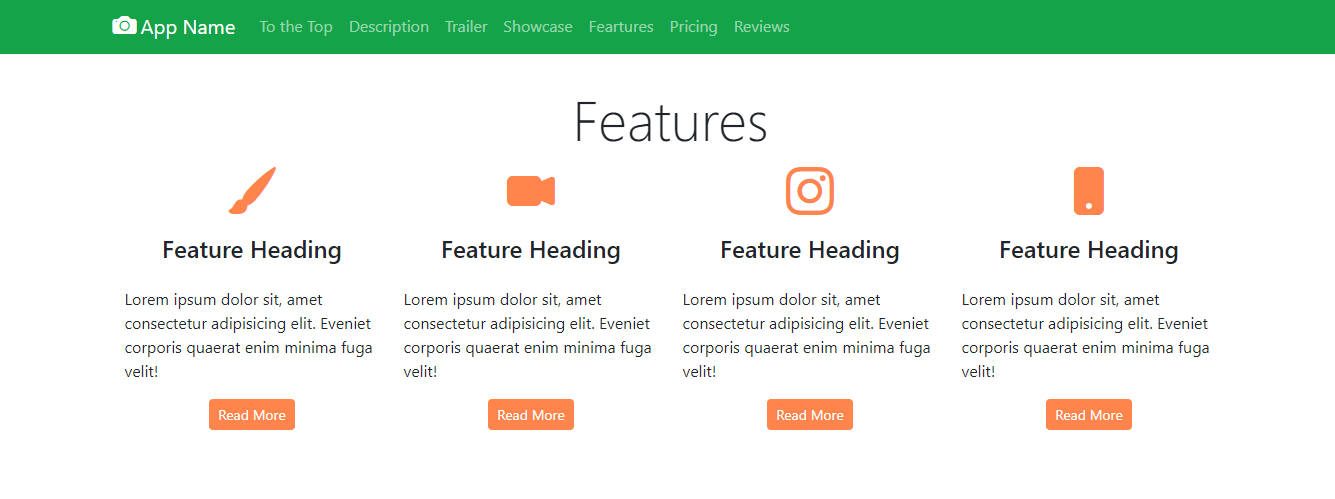 App Name To the Top Description Trailer Showcase Feartures Pricing Reviews
Features
Feature Heading
Lorem ipsum dolor sit, amet
consectetur adipisicing elit. Eveniet
corporis quaerat enim minima fuga
velit!
Read More
Feature Heading
Lorem ipsum dolor sit, amet
consectetur adipisicing elit. Eveniet
corporis quaerat enim minima fuga
velit!
Read More
Feature Heading
Lorem ipsum dolor sit, amet
consectetur adipisicing elit. Eveniet
corporis quaerat enim minima fuga
velit!
Read More
Feature Heading
Lorem ipsum dolor sit, amet
consectetur adipisicing elit. Eveniet
corporis quaerat enim minima fuga
velit!
Read More